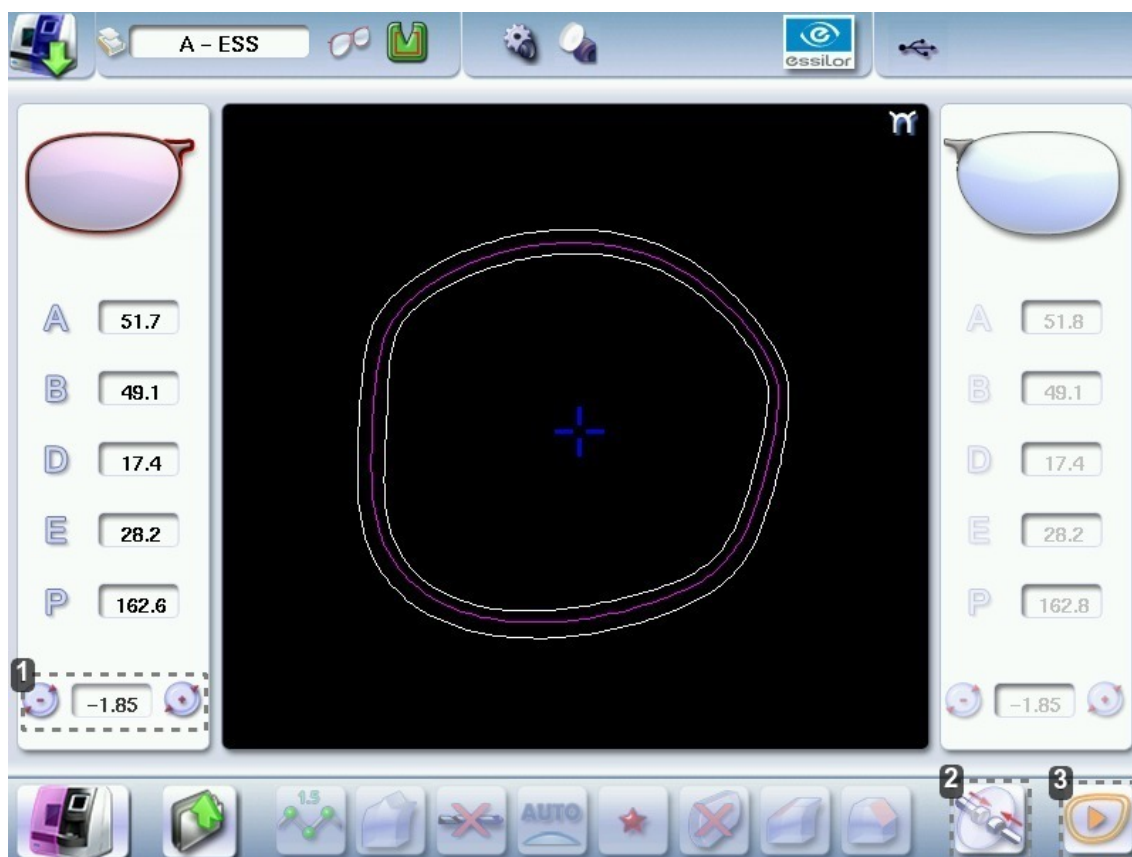 A - ESS
essilor
A 51.7
B 49.1
D 17.4
E 28.2
P 162.6
1
-1.85
A 51.8
B 49.1
D 17.4
E 28.2
P 162.8
-1.85
1.5
AUTO
2
3